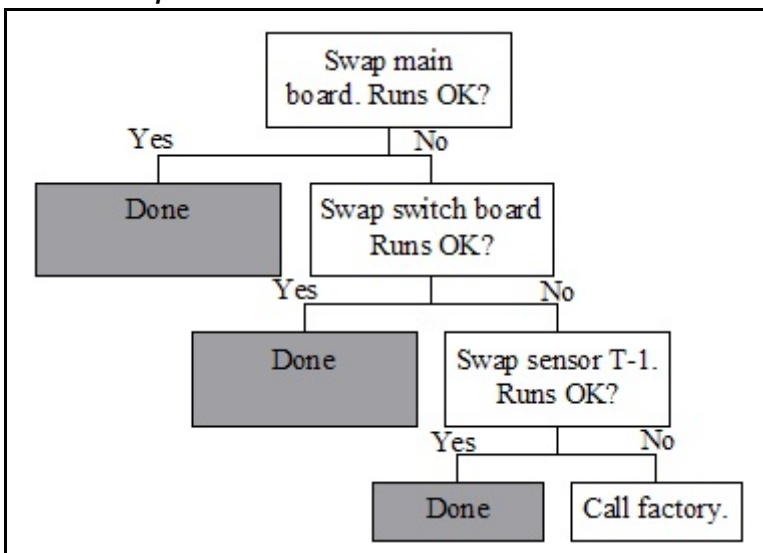 Swap main
board. Runs OK?
Yes
No
Done
Swap switch board
Runs OK?
Yes
No
Done
Swap sensor T-1.
Runs OK?
Yes
No
Done
Call factory.